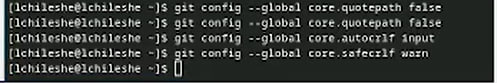 [lchileshe@lchileshe ~]$ git config --global core.quotepath false
[lchileshe@lchileshe ~]$ git config --global core.quotepath false
[lchileshe@lchileshe ~]$ git config --global core.autocrlf input
[lchileshe@lchileshe ~]$ git config --global core.safecrlf warn
[lchileshe@lchileshe ~]$